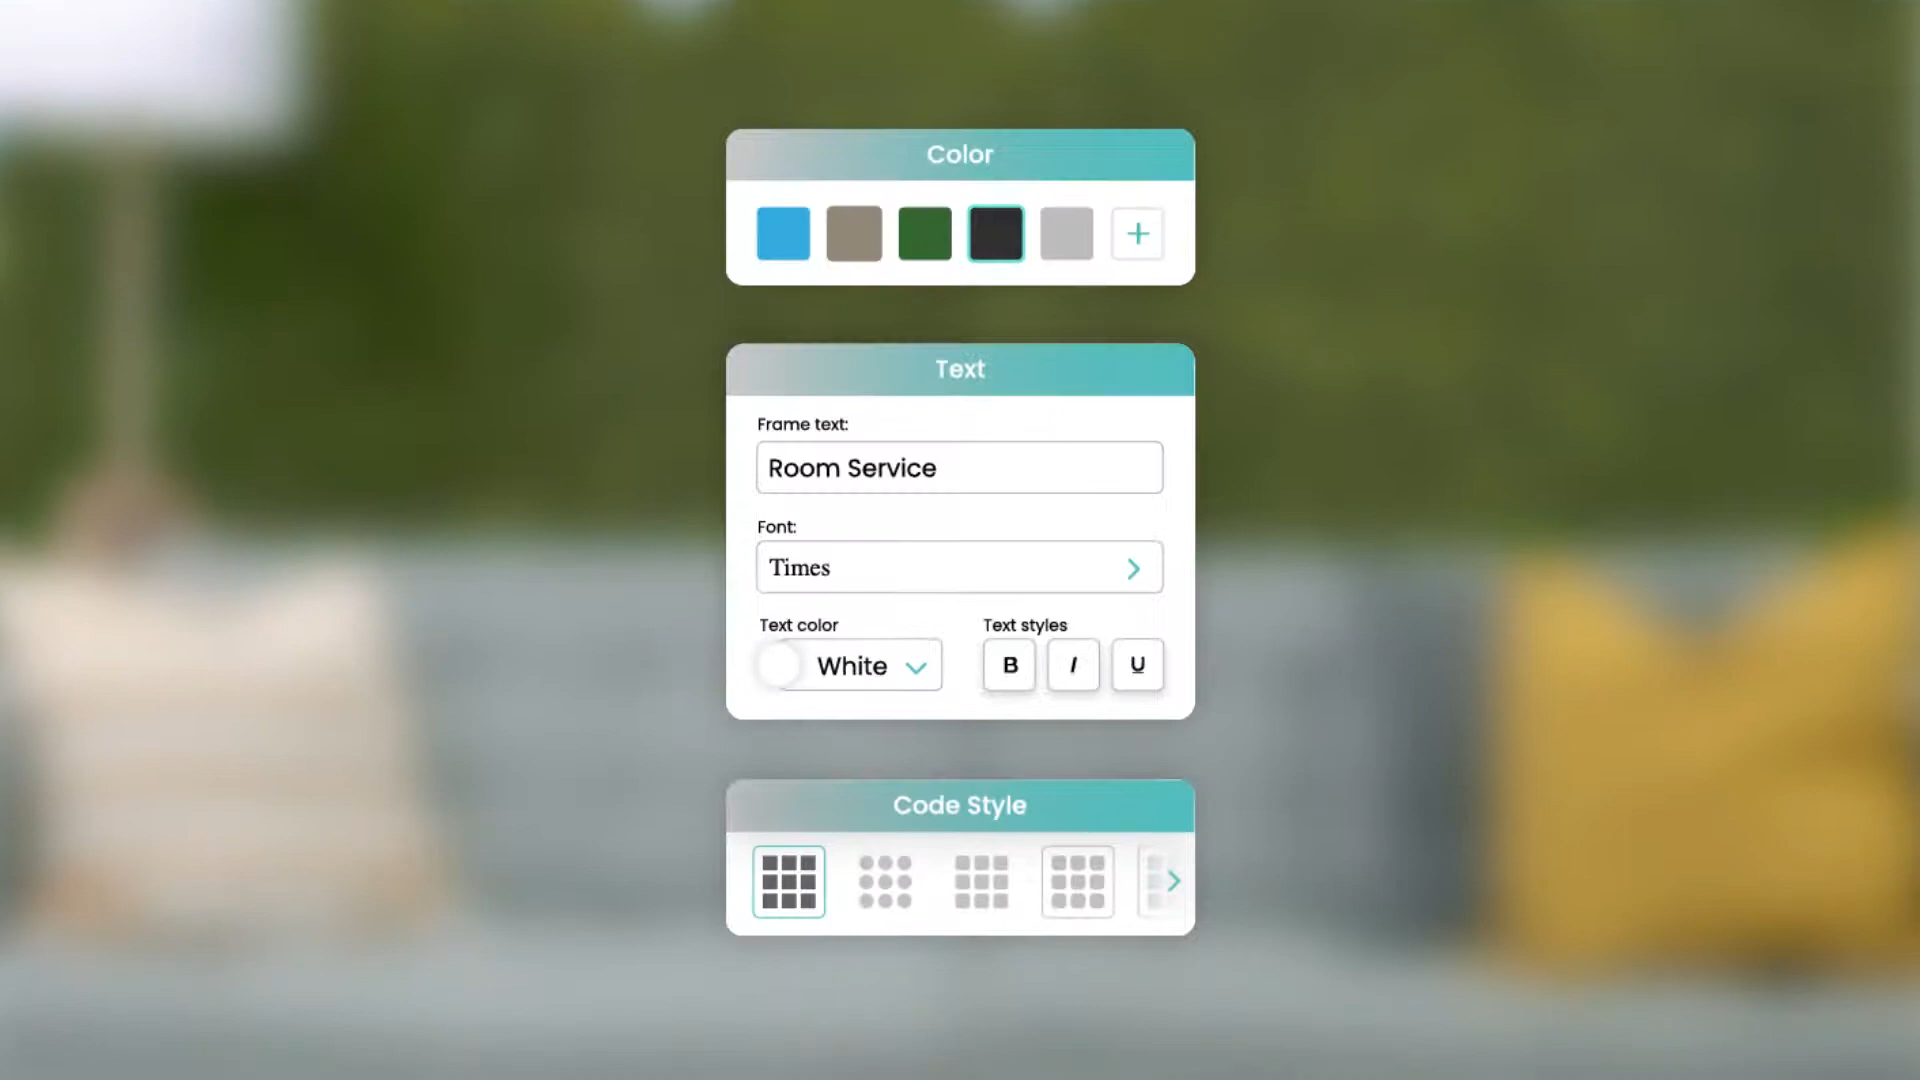 Color
Text
Frame text:
Room Service
Font:
Times
Text color
Text styles
White
B
I
U
Code Style